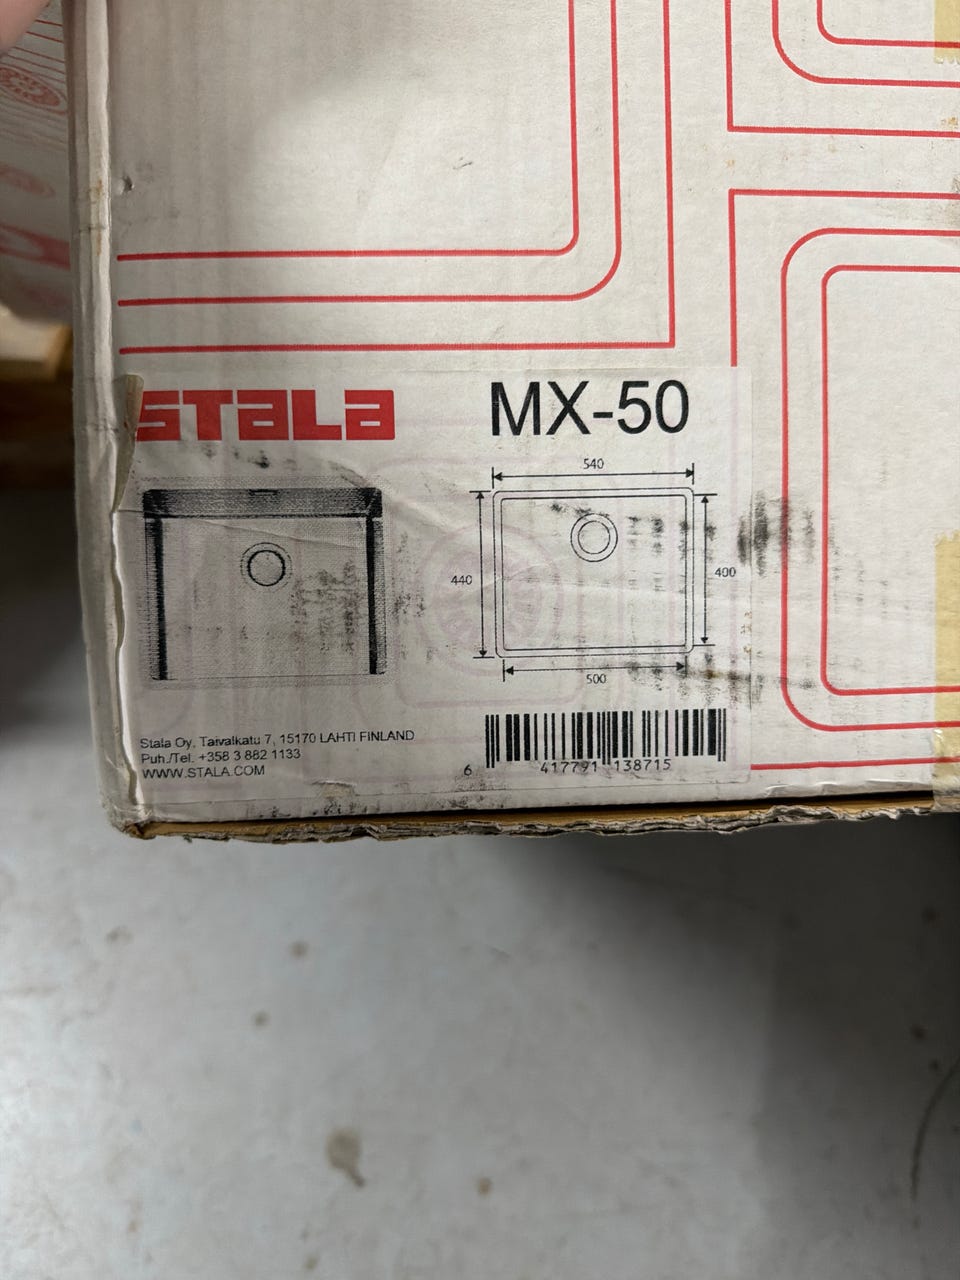 STALA
MX-50
540
440
400
500
Stala Oy, Taivalkatu 7, 15170 LAHTI FINLAND
Puh./Tel. +358 3 882 1133
WWW.STALA.COM
6 417791 138715